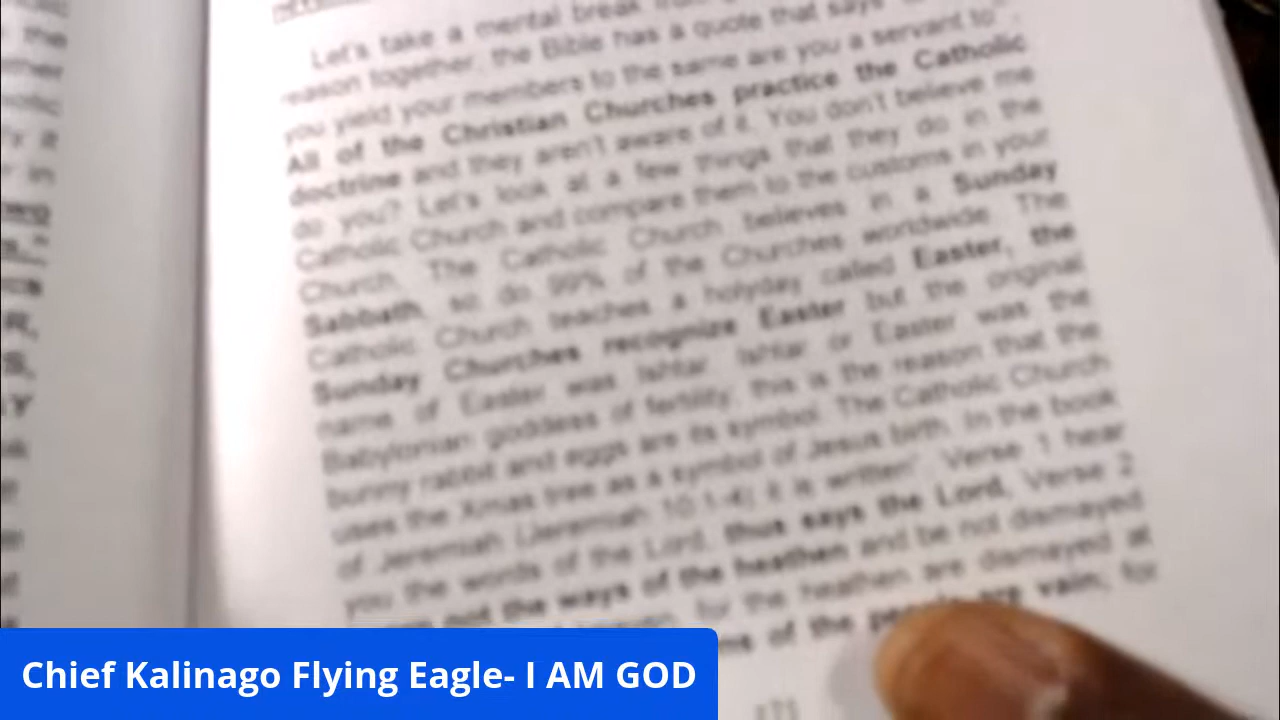 Let's take a mental break
reason together, the Bible has a quote that says
you yield your members to the same are you a servant to".
All of the Christian Churches practice the Catholic
doctrine and they aren't aware of it. You don't believe me
do you? Let's look at a few things that they do in the
Catholic Church and compare them to the customs in your
Church. The Catholic Church believes in a Sunday
Sabbath, so do 99% of the Churches worldwide. The
Catholic Church teaches a holyday called Easter, the
Sunday Churches recognize Easter but the original
name of Easter was Ishtar. Ishtar or Easter was the
Babylonian goddess of fertility; this is the reason that the
bunny rabbit and eggs are its symbol. The Catholic Church
uses the Xmas tree as a symbol of Jesus birth. In the book
of Jeremiah (Jeremiah 10:1-4); it is written". Verse 1 hear
you the words of the Lord, thus says the Lord, Verse 2
not the ways of the heathen and be not dismayed
for the heathen are dismayed at
of the people are vain; for
Chief Kalinago Flying Eagle- I AM GOD